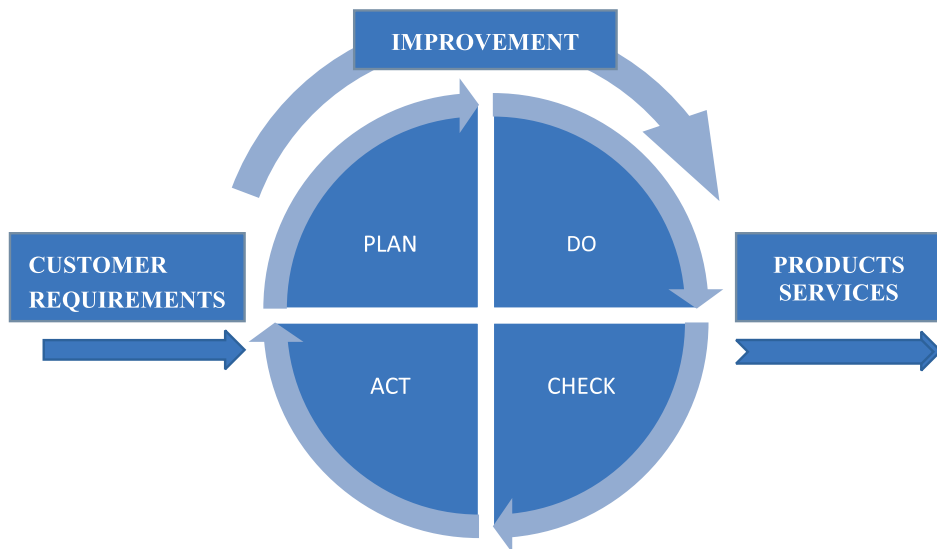 IMPROVEMENT
PLAN
DO
CUSTOMER
REQUIREMENTS
PRODUCTS
SERVICES
ACT
CHECK